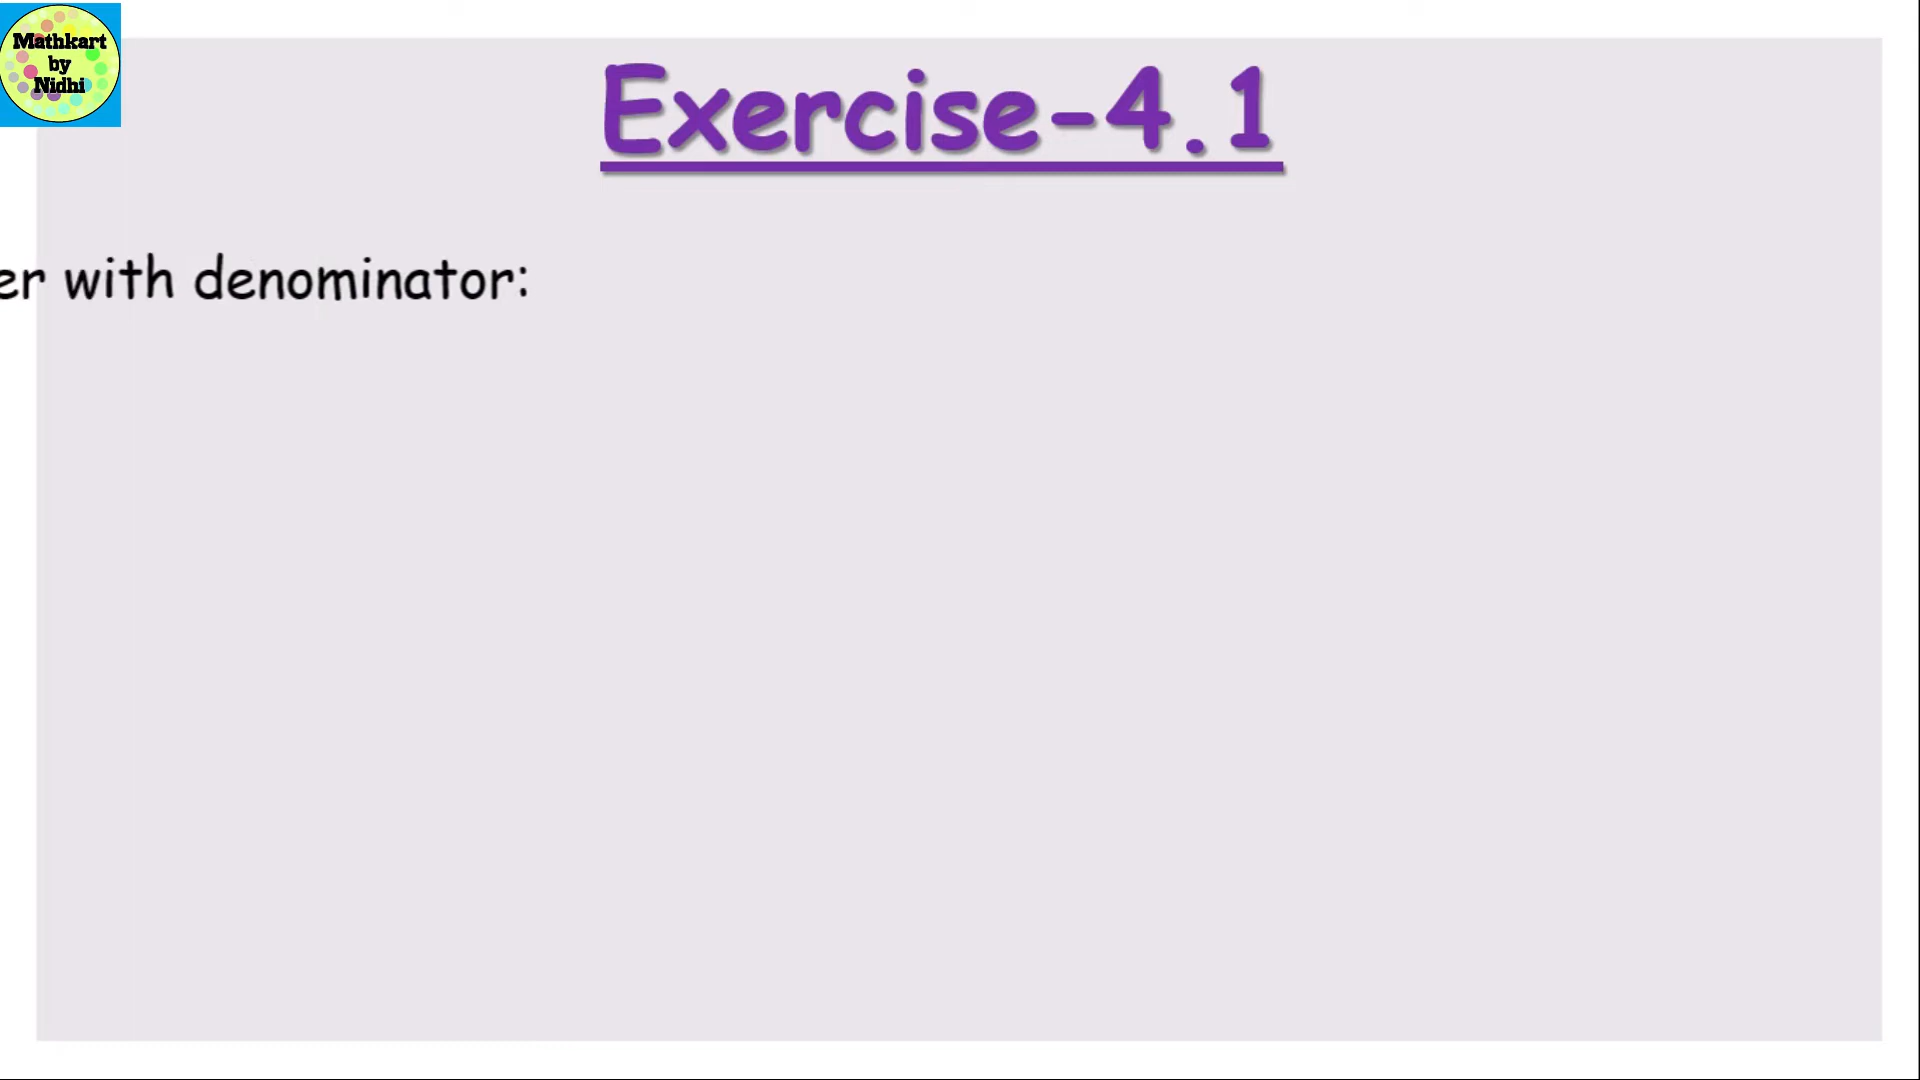 Mathkart
by
Nidhi
Exercise-4.1
er with denominator: